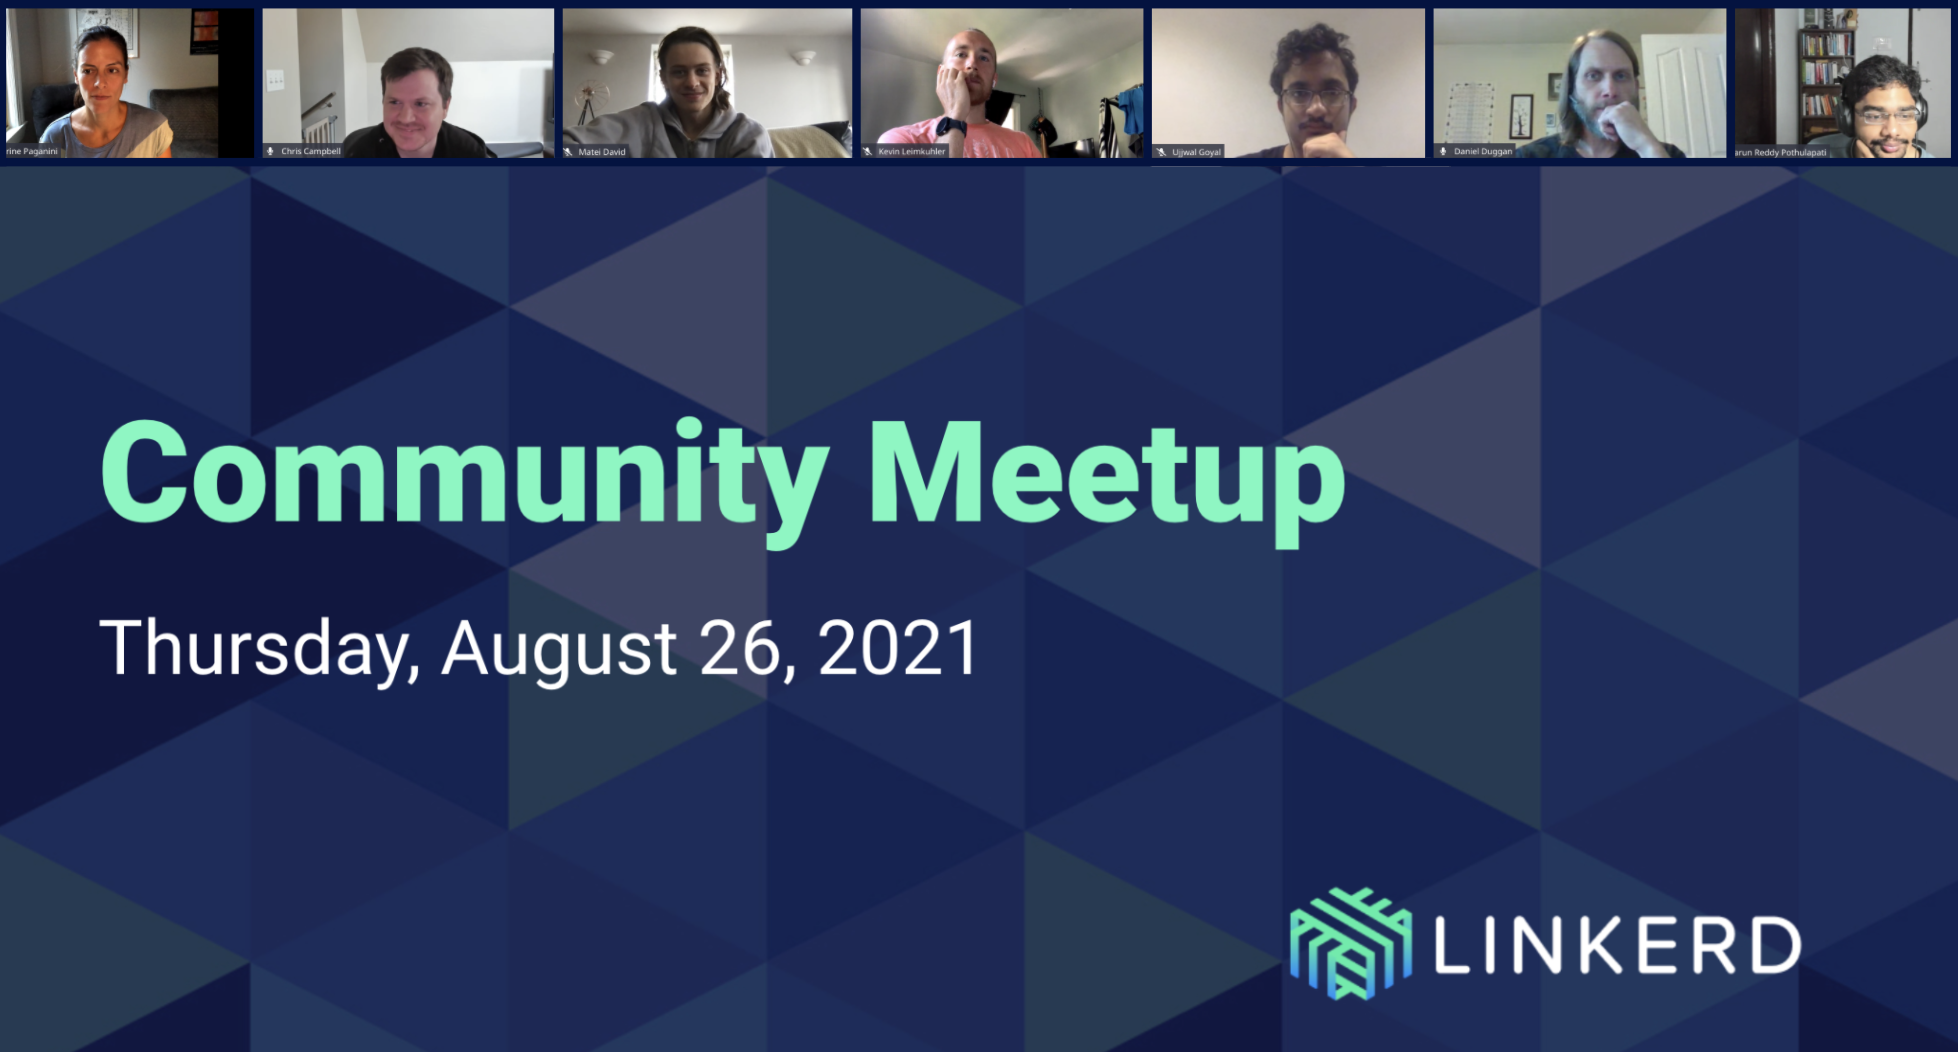 rine Paganini
Chris Campbell
Matei David
Kevin Leimkuhler
Ujjwal Goyal
Daniel Duggan
arun Reddy Pothulapati
Community Meetup
Thursday, August 26, 2021
LINKERD